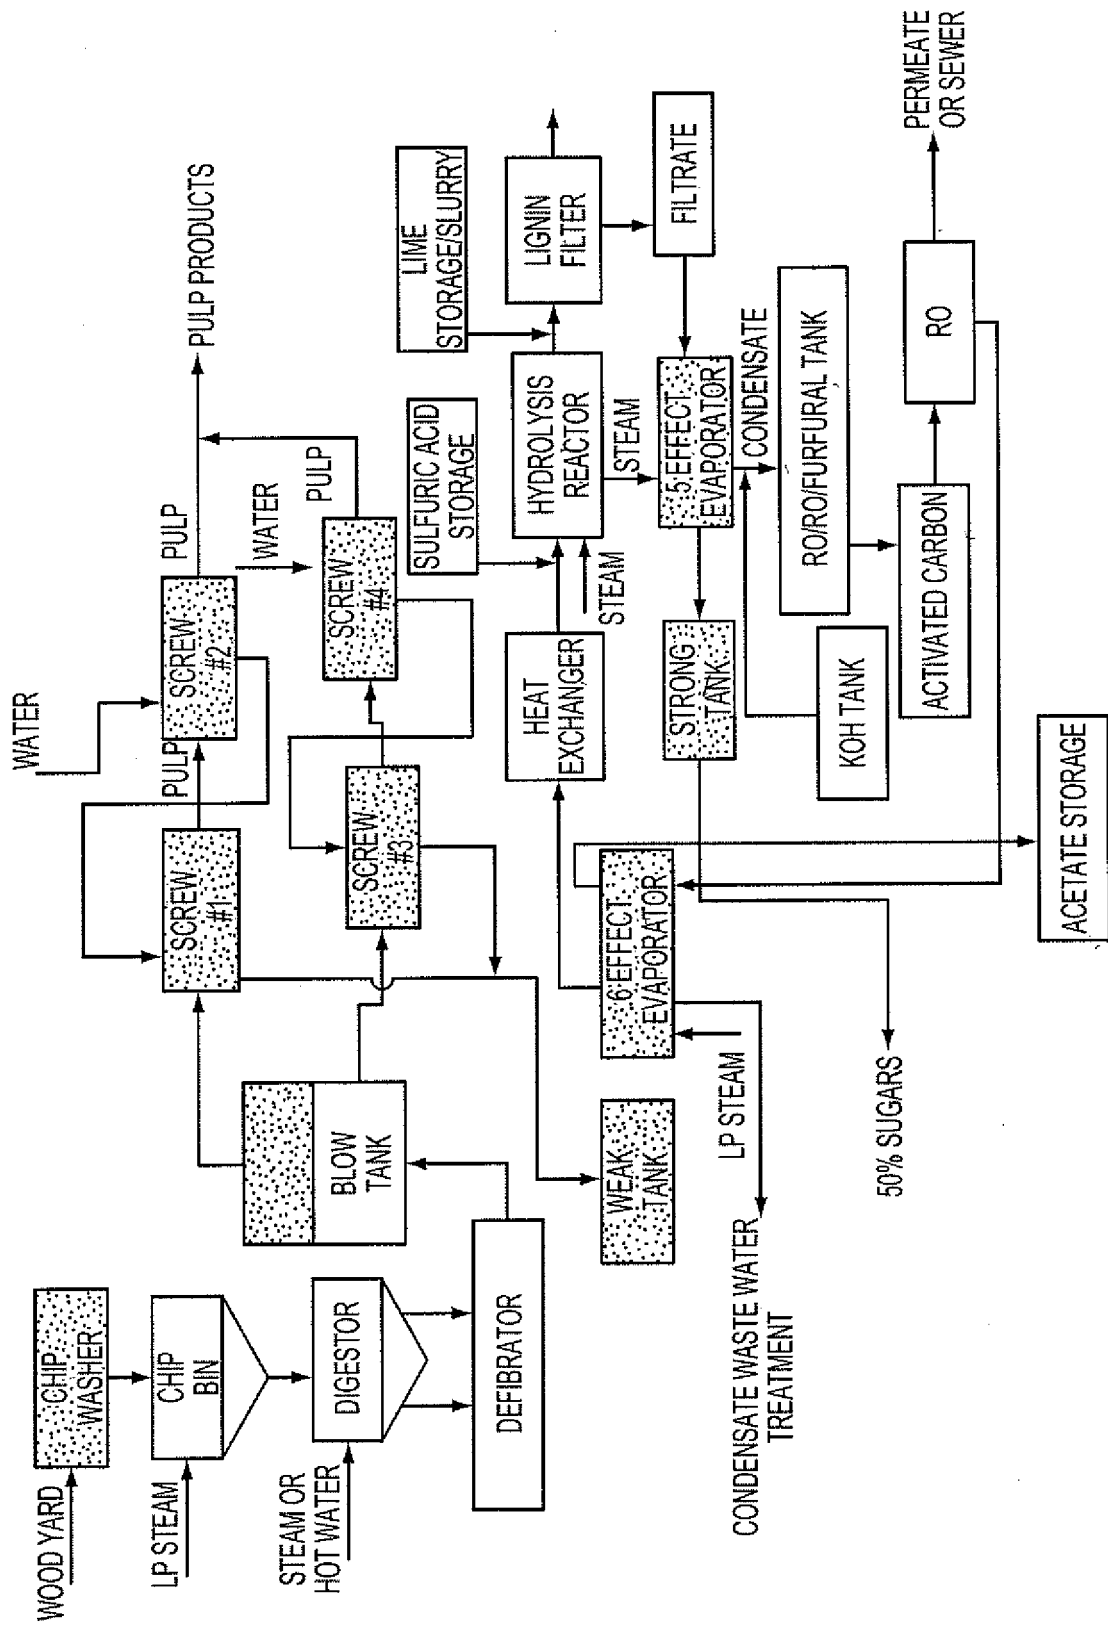 WOOD YARD
CHIP
WASHER
LP STEAM
CHIP
BIN
STEAM OR
HOT WATER
DIGESTOR
DEFIBRATOR
BLOW
TANK
WATER
SCREW
#1
PULP
SCREW
#2
PULP
PULP PRODUCTS
SCREW
#3
WATER
SCREW
#4
PULP
WEAK
TANK
LP STEAM
6 EFFECT
EVAPORATOR
CONDENSATE WASTE WATER
TREATMENT
HEAT
EXCHANGER
SULFURIC ACID
STORAGE
STEAM
HYDROLYSIS
REACTOR
LIME
STORAGE/SLURRY
LIGNIN
FILTER
FILTRATE
STEAM
5 EFFECT
EVAPORATOR
STRONG
TANK
50% SUGARS
CONDENSATE
KOH TANK
RO/RO/FURFURAL TANK
ACTIVATED CARBON
RO
PERMEATE
OR SEWER
ACETATE STORAGE